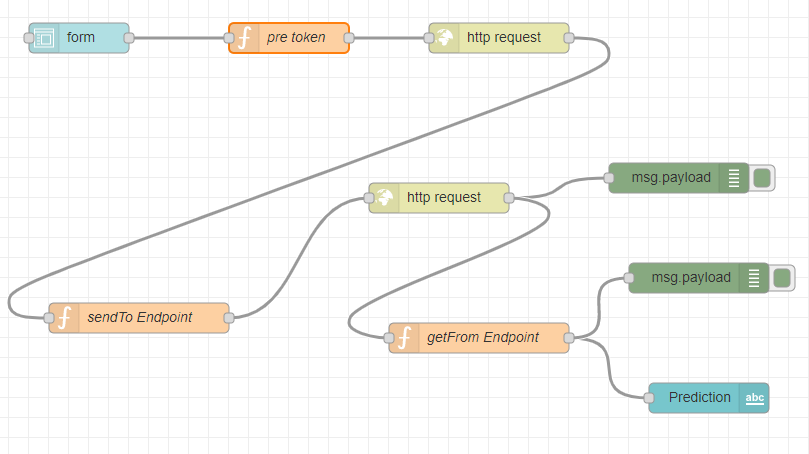 form
pre token
http request
http request
msg.payload
msg.payload
sendTo Endpoint
getFrom Endpoint
Prediction
abc